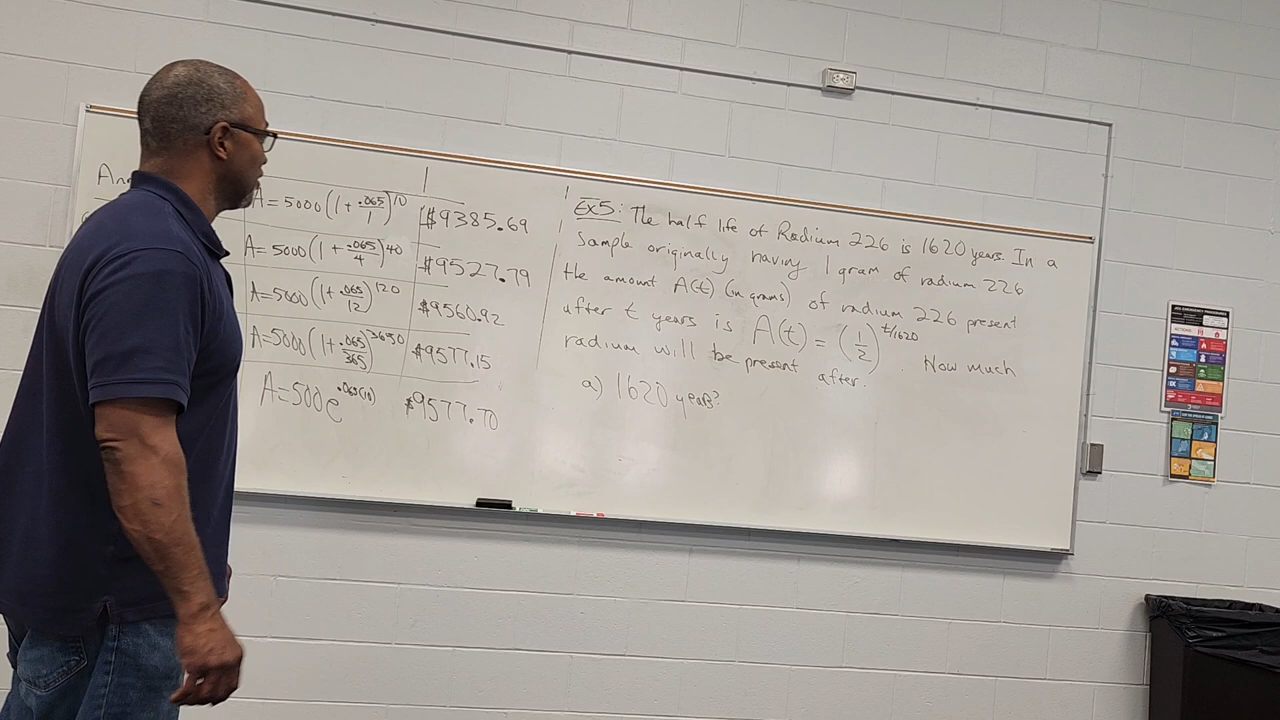 An
A = 5000(1 + .065/1)^10 $9385.69
A = 5000(1 + .065/4)^40 $9527.79
A = 5000(1 + .065/12)^120 $9560.92
A = 5000(1 + .065/365)^3650 $9577.15
A = 500e^.065(10) $9577.70
Ex5: The half life of Radium 226 is 1620 years. In a
Sample originally having 1 gram of radium 226
the amount A(t) (in grams) of radium 226 present
after t years is A(t) = (1/2)^t/1620. Now much
radium will be present after.
a) 1620 years?